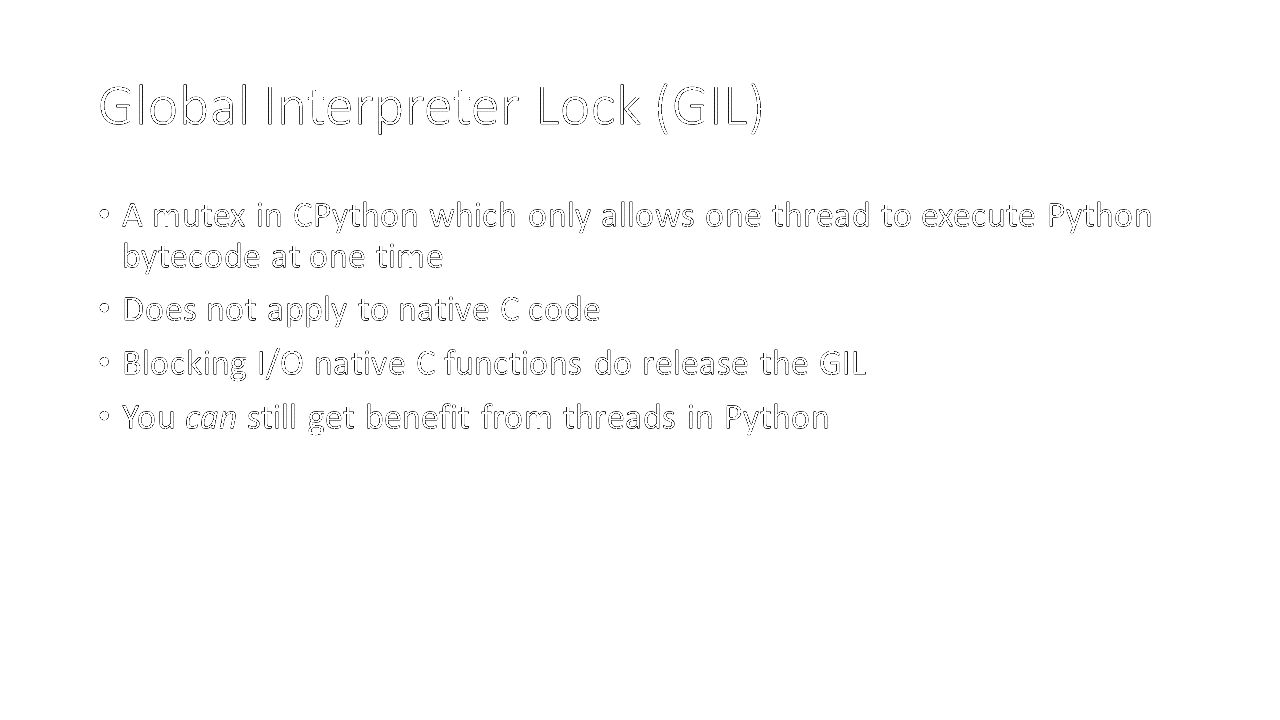 Global Interpreter Lock (GIL)
• A mutex in CPython which only allows one thread to execute Python
bytecode at one time
• Does not apply to native C code
• Blocking I/O native C functions do release the GIL
• You can still get benefit from threads in Python